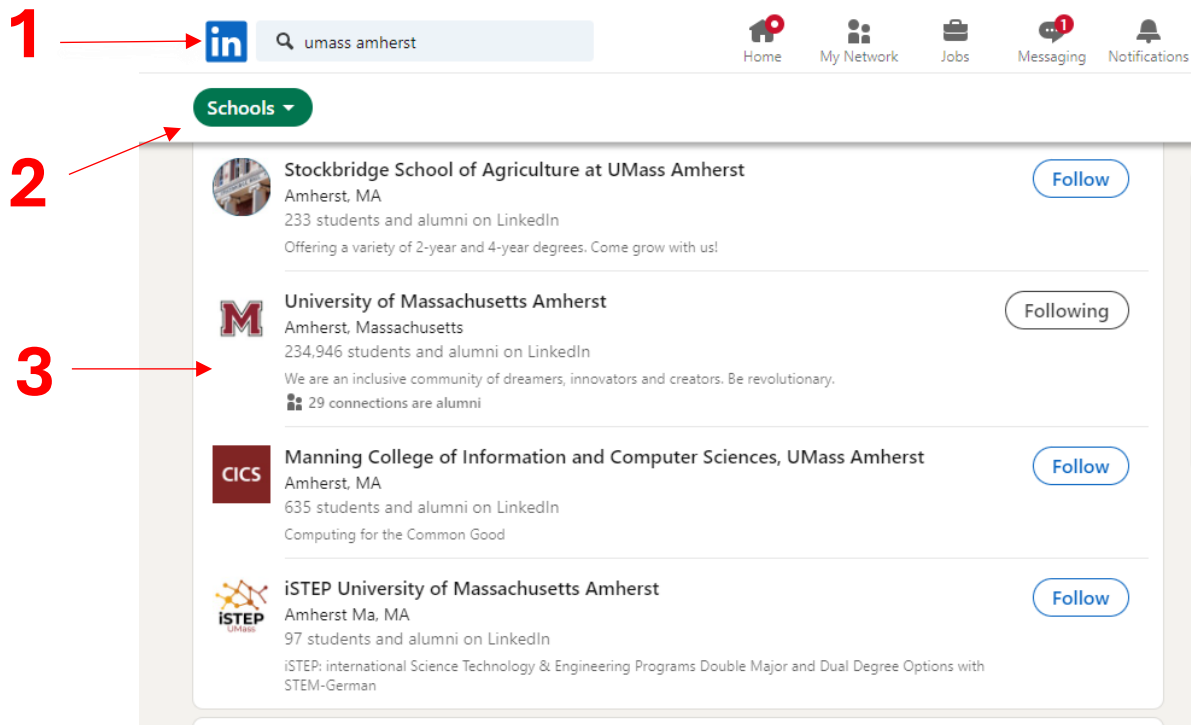 1
in
umass amherst
Home
My Network
Jobs
1
Messaging
Notifications
Schools
2
Stockbridge School of Agriculture at UMass Amherst
Follow
Amherst, MA
233 students and alumni on LinkedIn
Offering a variety of 2-year and 4-year degrees. Come grow with us!
M
University of Massachusetts Amherst
Following
Amherst, Massachusetts
234,946 students and alumni on LinkedIn
3
We are an inclusive community of dreamers, innovators and creators. Be revolutionary.
29 connections are alumni
CICS
Manning College of Information and Computer Sciences, UMass Amherst
Follow
Amherst, MA
635 students and alumni on LinkedIn
Computing for the Common Good
iSTEP
UMass
iSTEP University of Massachusetts Amherst
Follow
Amherst Ma, MA
97 students and alumni on LinkedIn
iSTEP: international Science Technology & Engineering Programs Double Major and Dual Degree Options with
STEM-German